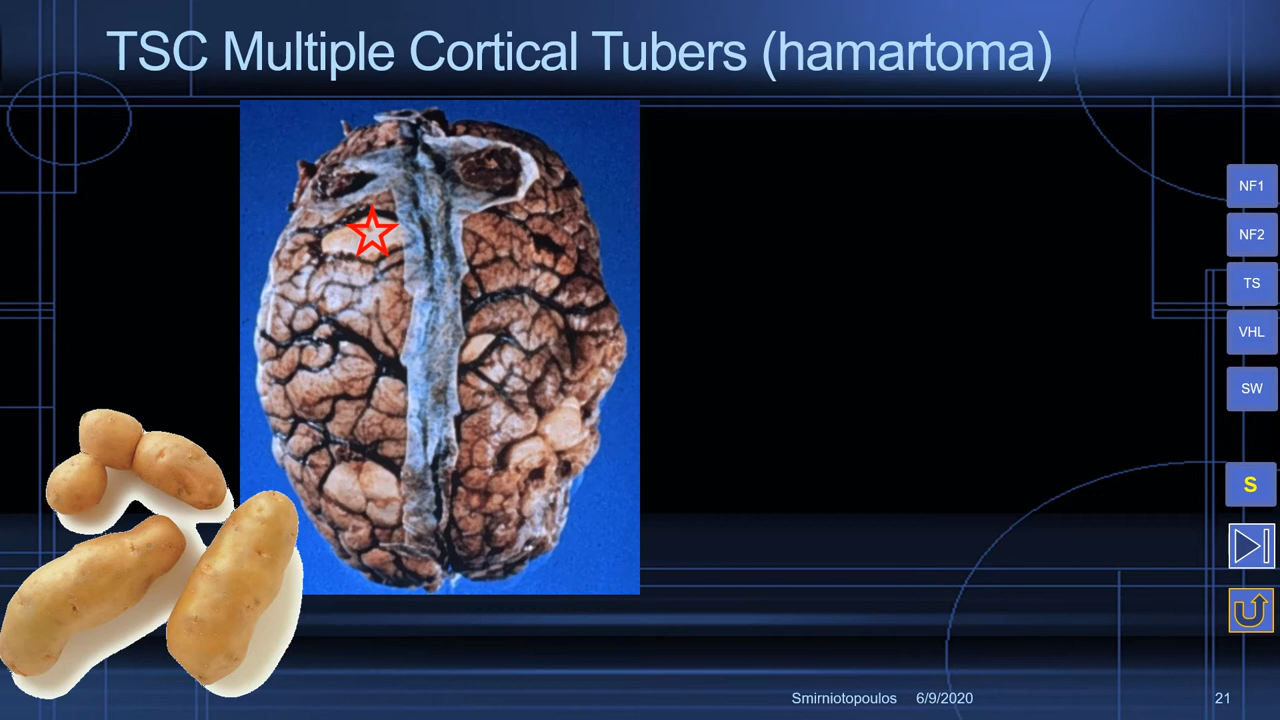 TSC Multiple Cortical Tubers (hamartoma)
NF1
NF2
TS
VHL
SW
S
Smirniotopoulos 6/9/2020 21